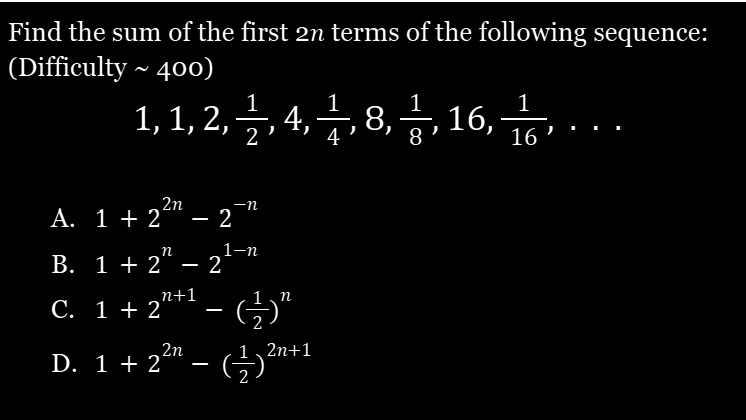 Find the sum of the first 2n terms of the following sequence:
(Difficulty ~ 400)
1, 1, 2, 1/2, 4, 1/4, 8, 1/8, 16, 1/16, . . .
A. 1 + 2^{2n} − 2^{−n}
B. 1 + 2^{n} − 2^{1−n}
C. 1 + 2^{n+1} − (1/2)^{n}
D. 1 + 2^{2n} − (1/2)^{2n+1}